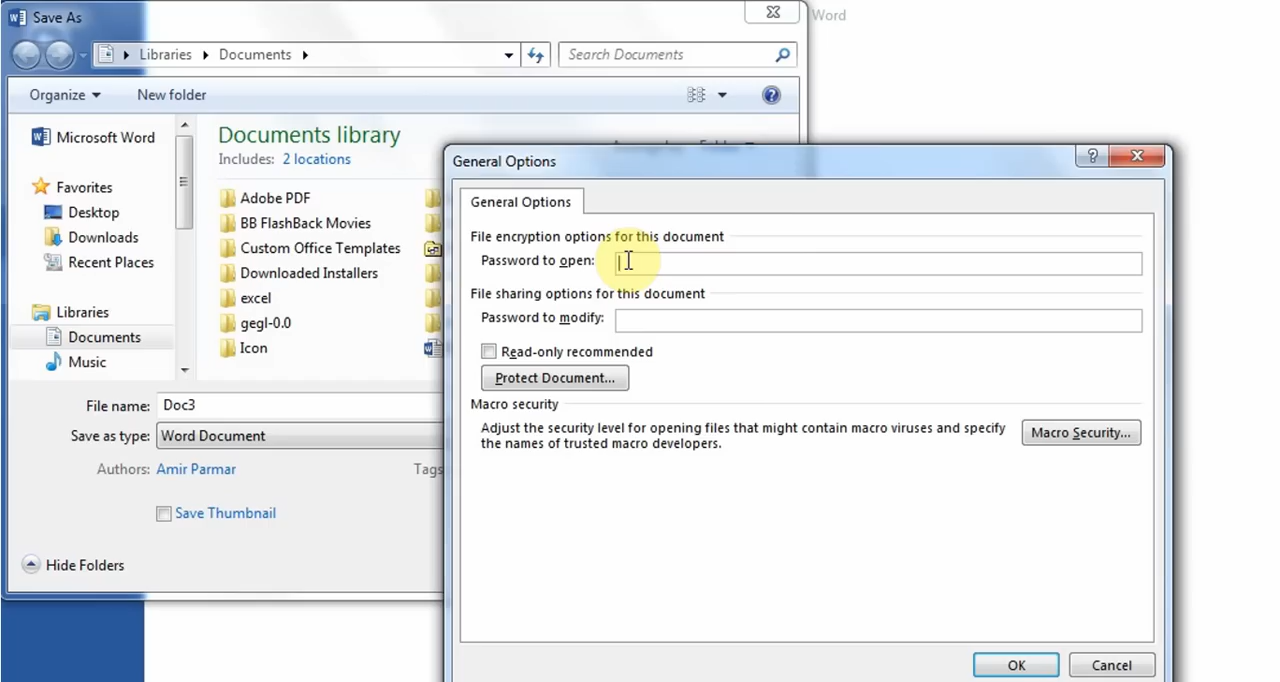 Save As
Word
Libraries Documents
Search Documents
Organize New folder
Microsoft Word
Favorites
Desktop
Downloads
Recent Places
Libraries
Documents
Music
Documents library
Includes: 2 locations
Adobe PDF
BB FlashBack Movies
Custom Office Templates
Downloaded Installers
excel
gegl-0.0
Icon
File name: Doc3
Save as type: Word Document
Authors: Amir Parmar
Tags
Save Thumbnail
Hide Folders
General Options
General Options
File encryption options for this document
Password to open:
File sharing options for this document
Password to modify:
Read-only recommended
Protect Document...
Macro security
Adjust the security level for opening files that might contain macro viruses and specify
the names of trusted macro developers.
Macro Security...
OK Cancel